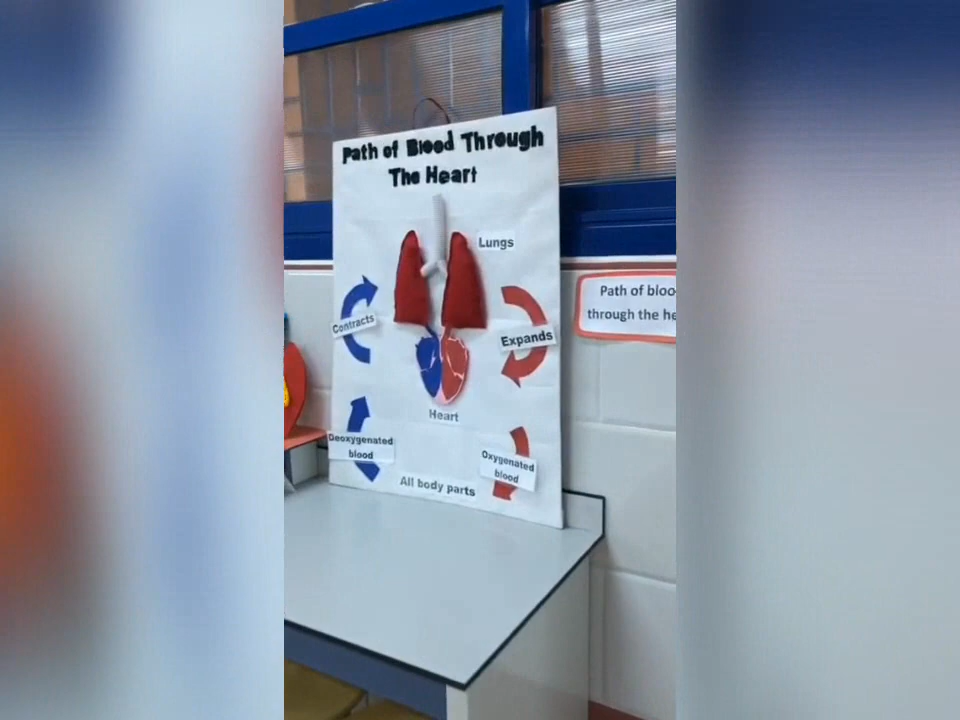 Path of Blood Through
The Heart
Lungs
Contracts
Expands
Heart
Deoxygenated
blood
Oxygenated
blood
All body parts
Path of bloo
through the he